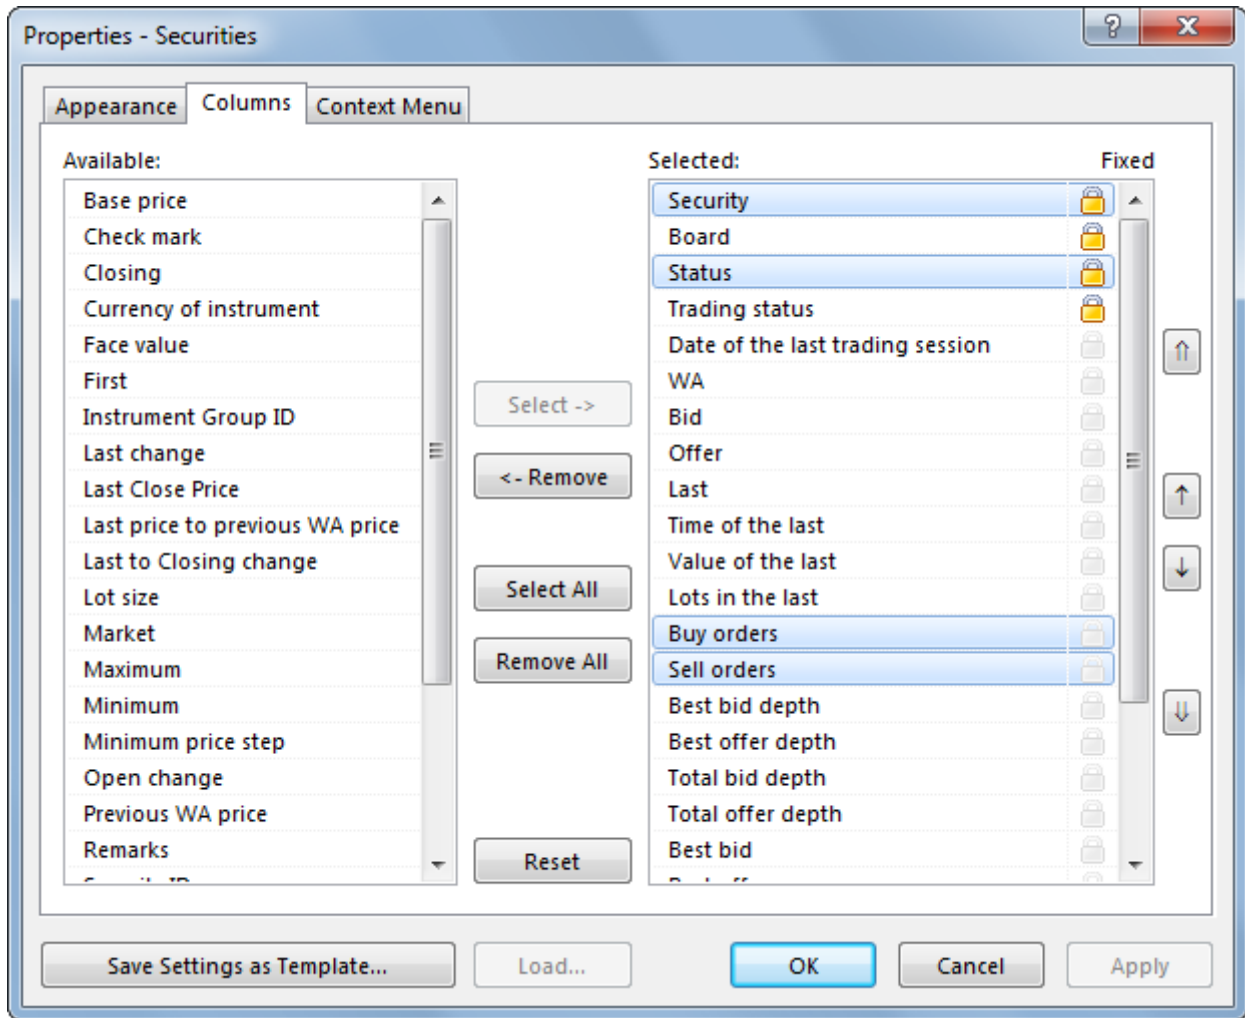 Properties - Securities
Appearance
Columns
Context Menu
Available:
Base price
Check mark
Closing
Currency of instrument
Face value
First
Instrument Group ID
Last change
Last Close Price
Last price to previous WA price
Last to Closing change
Lot size
Market
Maximum
Minimum
Minimum price step
Open change
Previous WA price
Remarks
Select ->
<- Remove
Select All
Remove All
Reset
Selected:
Fixed
Security
Board
Status
Trading status
Date of the last trading session
WA
Bid
Offer
Last
Time of the last
Value of the last
Lots in the last
Buy orders
Sell orders
Best bid depth
Best offer depth
Total bid depth
Total offer depth
Best bid
Save Settings as Template...
Load...
OK
Cancel
Apply